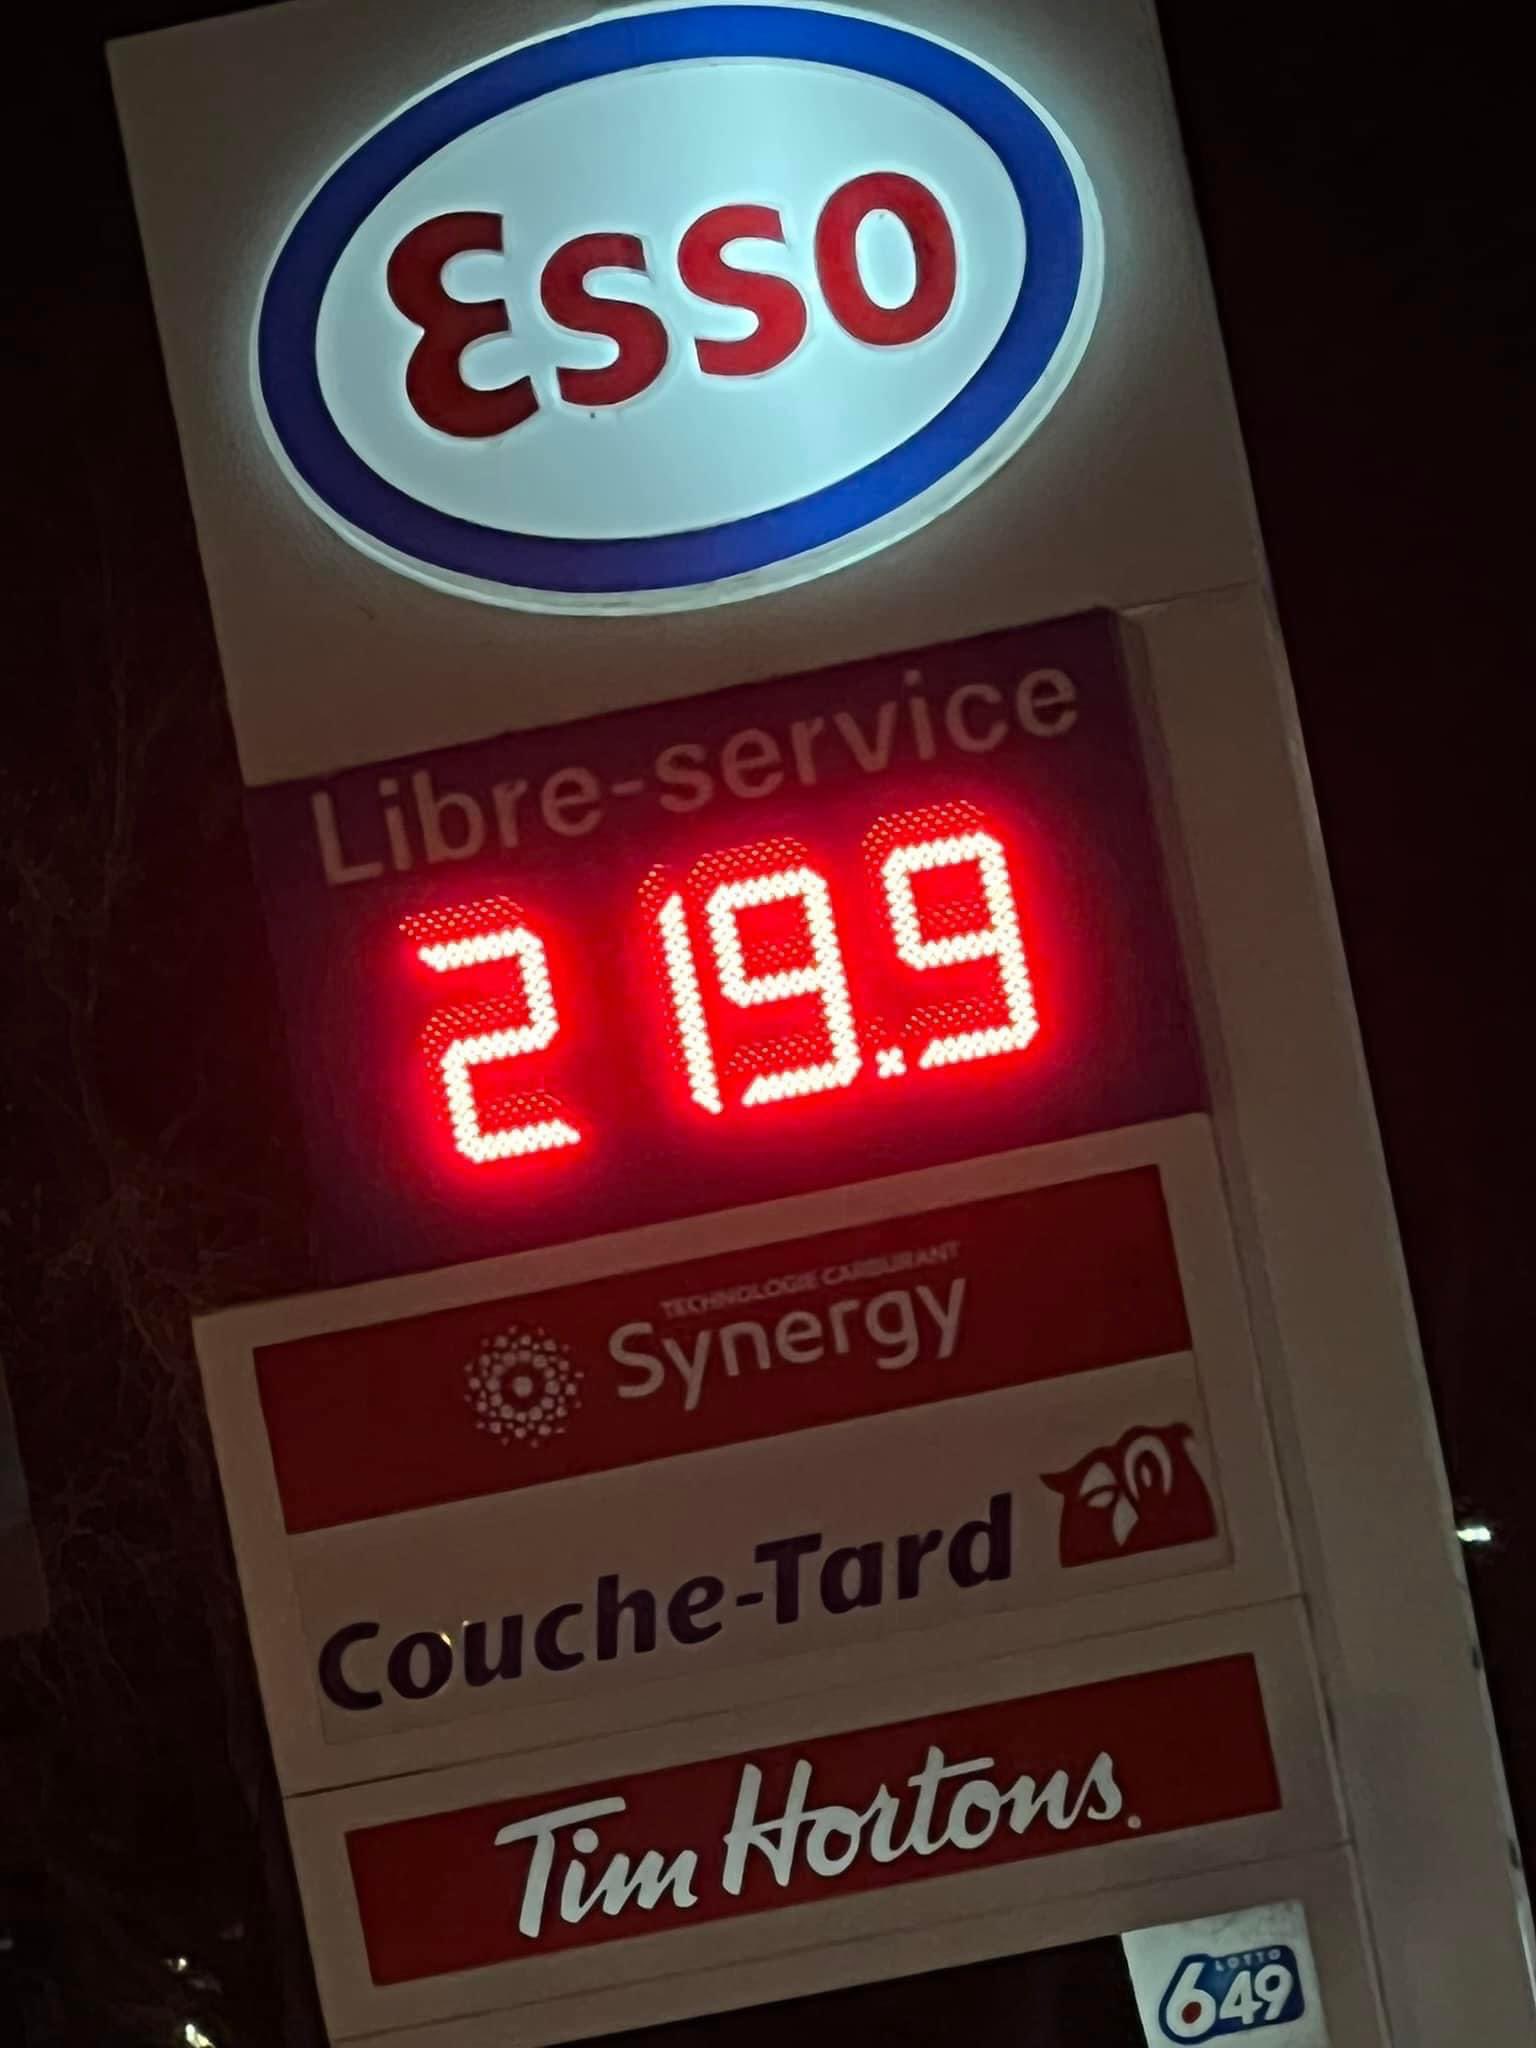 Esso
Libre-service
219.9
TECHNOLOGIE CARBURANT
Synergy
Couche-Tard
Tim Hortons
LOTTO
649